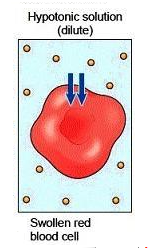 Hypotonic solution
(dilute)
Swollen red
blood cell